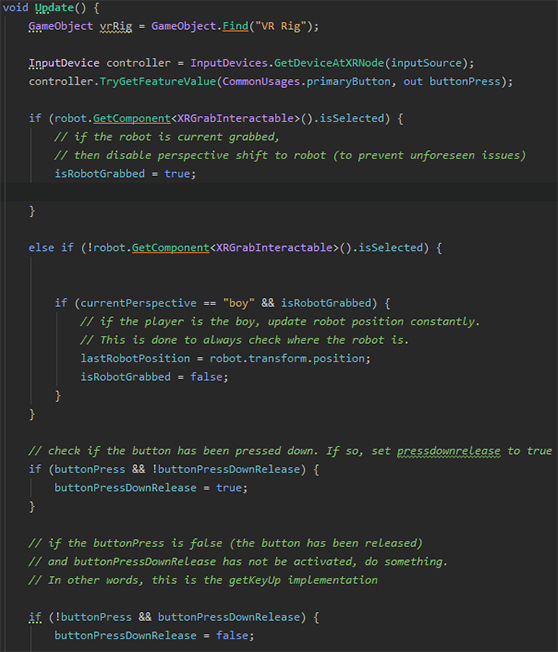 void Update() {
GameObject vrRig = GameObject.Find("VR Rig");
InputDevice controller = InputDevices.GetDeviceAtXRNode(inputSource);
controller.TryGetFeatureValue(CommonUsages.primaryButton, out buttonPress);
if (robot.GetComponent<XRGrabInteractable>().isSelected) {
// if the robot is current grabbed,
// then disable perspective shift to robot (to prevent unforeseen issues)
isRobotGrabbed = true;
}
else if (!robot.GetComponent<XRGrabInteractable>().isSelected) {
if (currentPerspective == "boy" && isRobotGrabbed) {
// if the player is the boy, update robot position constantly.
// This is done to always check where the robot is.
lastRobotPosition = robot.transform.position;
isRobotGrabbed = false;
}
}
// check if the button has been pressed down. If so, set pressdownrelease to true
if (buttonPress && !buttonPressDownRelease) {
buttonPressDownRelease = true;
}
// if the buttonPress is false (the button has been released)
// and buttonPressDownRelease has not be activated, do something.
// In other words, this is the getKeyUp implementation
if (!buttonPress && buttonPressDownRelease) {
buttonPressDownRelease = false;